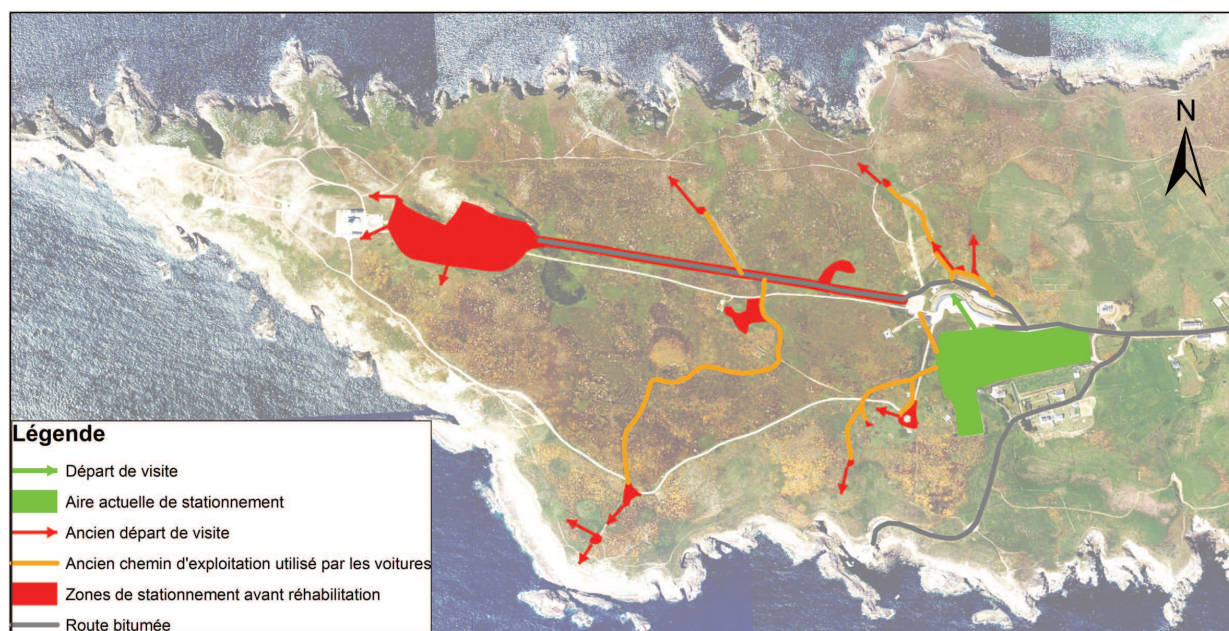 N
Légende
Départ de visite
Aire actuelle de stationnement
Ancien départ de visite
Ancien chemin d'exploitation utilisé par les voitures
Zones de stationnement avant réhabilitation
Route bitumée